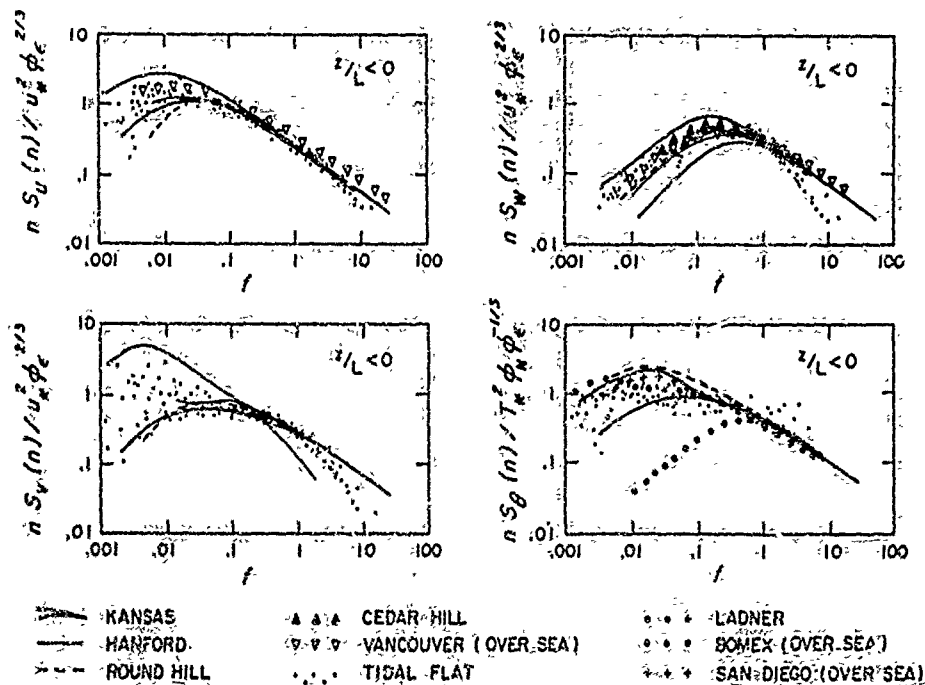 n S_u (n) / u_*^2 φ_ε^{2/3}
10
1
.1
.01
z/L < 0
.001 .01 .1 1 10 100
f
n S_w (n) / u_*^2 φ_ε^{2/3}
10
1
.1
.01
z/L < 0
.001 .01 .1 1 10 100
f
n S_v (n) / u_*^2 φ_ε^{2/3}
10
1
.1
.01
z/L < 0
.001 .01 .1 1 10 100
f
n S_θ (n) / T_*^2 φ_N φ_ε^{-1/3}
10
1
.1
.01
z/L < 0
.001 .01 .1 1 10 100
f
KANSAS
HANFORD
ROUND HILL
CEDAR HILL
VANCOUVER (OVER SEA)
TIDAL FLAT
LADNER
BOMEX (OVER SEA)
SAN DIEGO (OVER SEA)